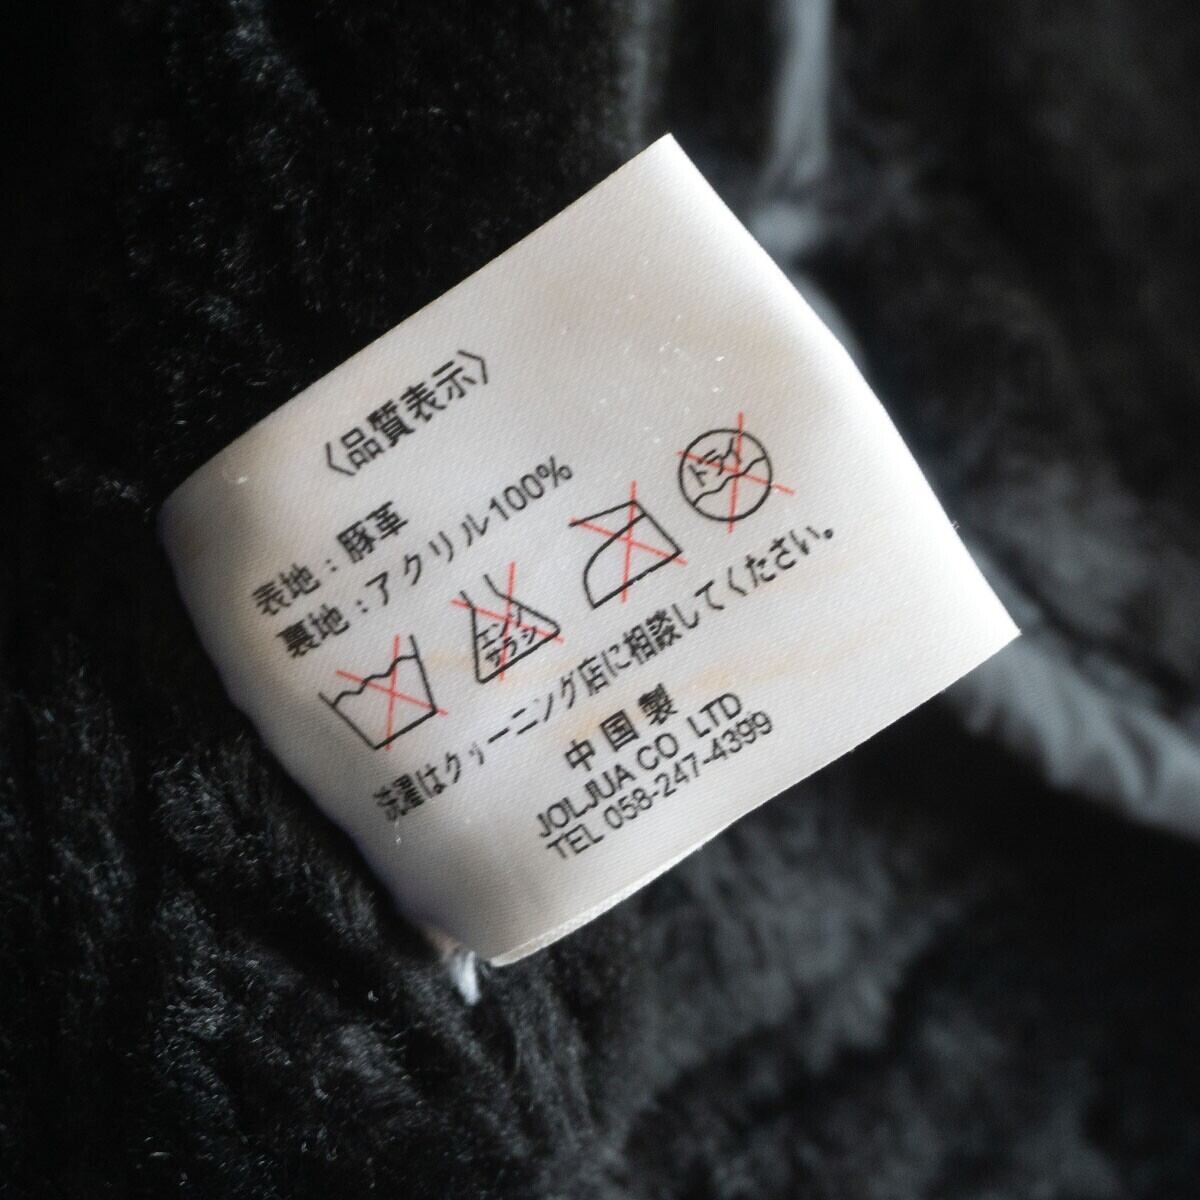 〈品質表示〉
表地：豚革
裏地：アクリル100%
エンソ
サラシ
ドライ
洗濯はクリーニング店に相談してください。
中国製
JOLJUA CO LTD
TEL 058-247-4399